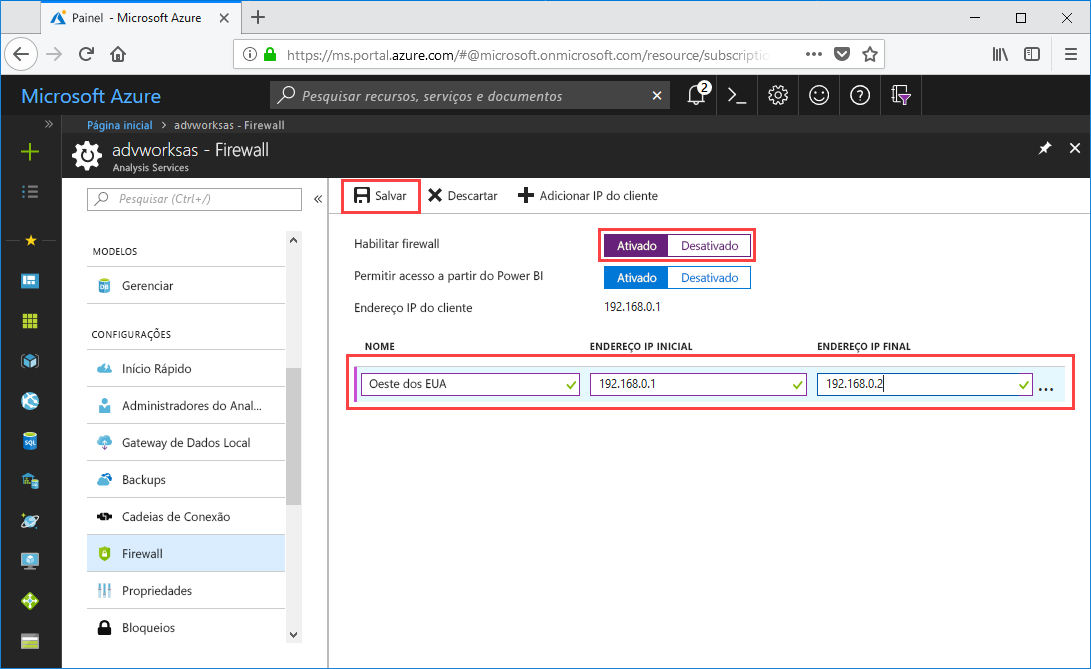 Painel - Microsoft Azure
https://ms.portal.azure.com/#@microsoft.onmicrosoft.com/resource/subscriptic
Microsoft Azure
Pesquisar recursos, serviços e documentos
2
Página inicial > advworksas - Firewall
advworksas - Firewall
Analysis Services
Pesquisar (Ctrl+/)
MODELOS
Gerenciar
CONFIGURAÇÕES
Início Rápido
Administradores do Anal...
Gateway de Dados Local
Backups
Cadeias de Conexão
Firewall
Propriedades
Bloqueios
Salvar Descartar Adicionar IP do cliente
Habilitar firewall Ativado Desativado
Permitir acesso a partir do Power BI Ativado Desativado
Endereço IP do cliente 192.168.0.1
NOME ENDEREÇO IP INICIAL ENDEREÇO IP FINAL
Oeste dos EUA 192.168.0.1 192.168.0.2 ...